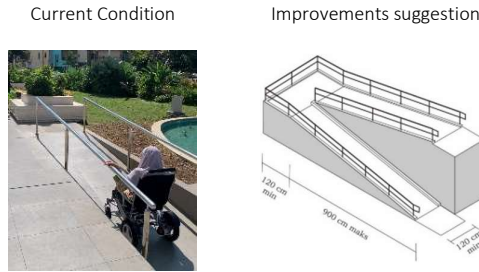 Current Condition
Improvements suggestion
120 cm
min
900 cm maks
120 cm
min